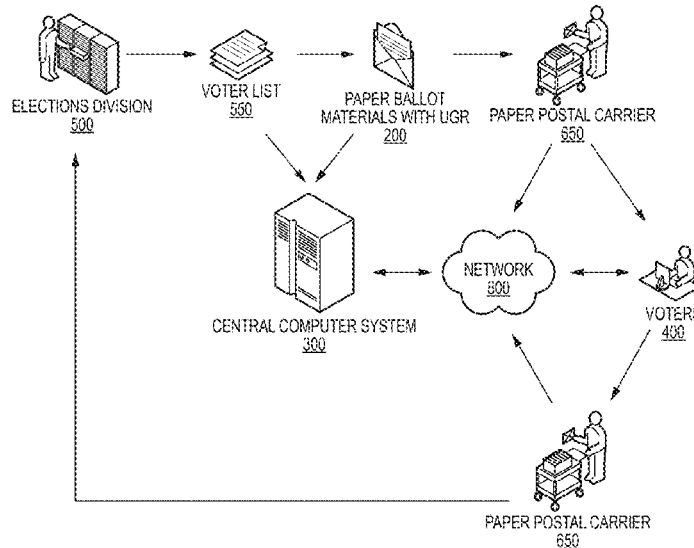 ELECTIONS DIVISION
500
VOTER LIST
550
PAPER BALLOT
MATERIALS WITH UGR
200
PAPER POSTAL CARRIER
650
CENTRAL COMPUTER SYSTEM
300
NETWORK
800
VOTERS
400
PAPER POSTAL CARRIER
650